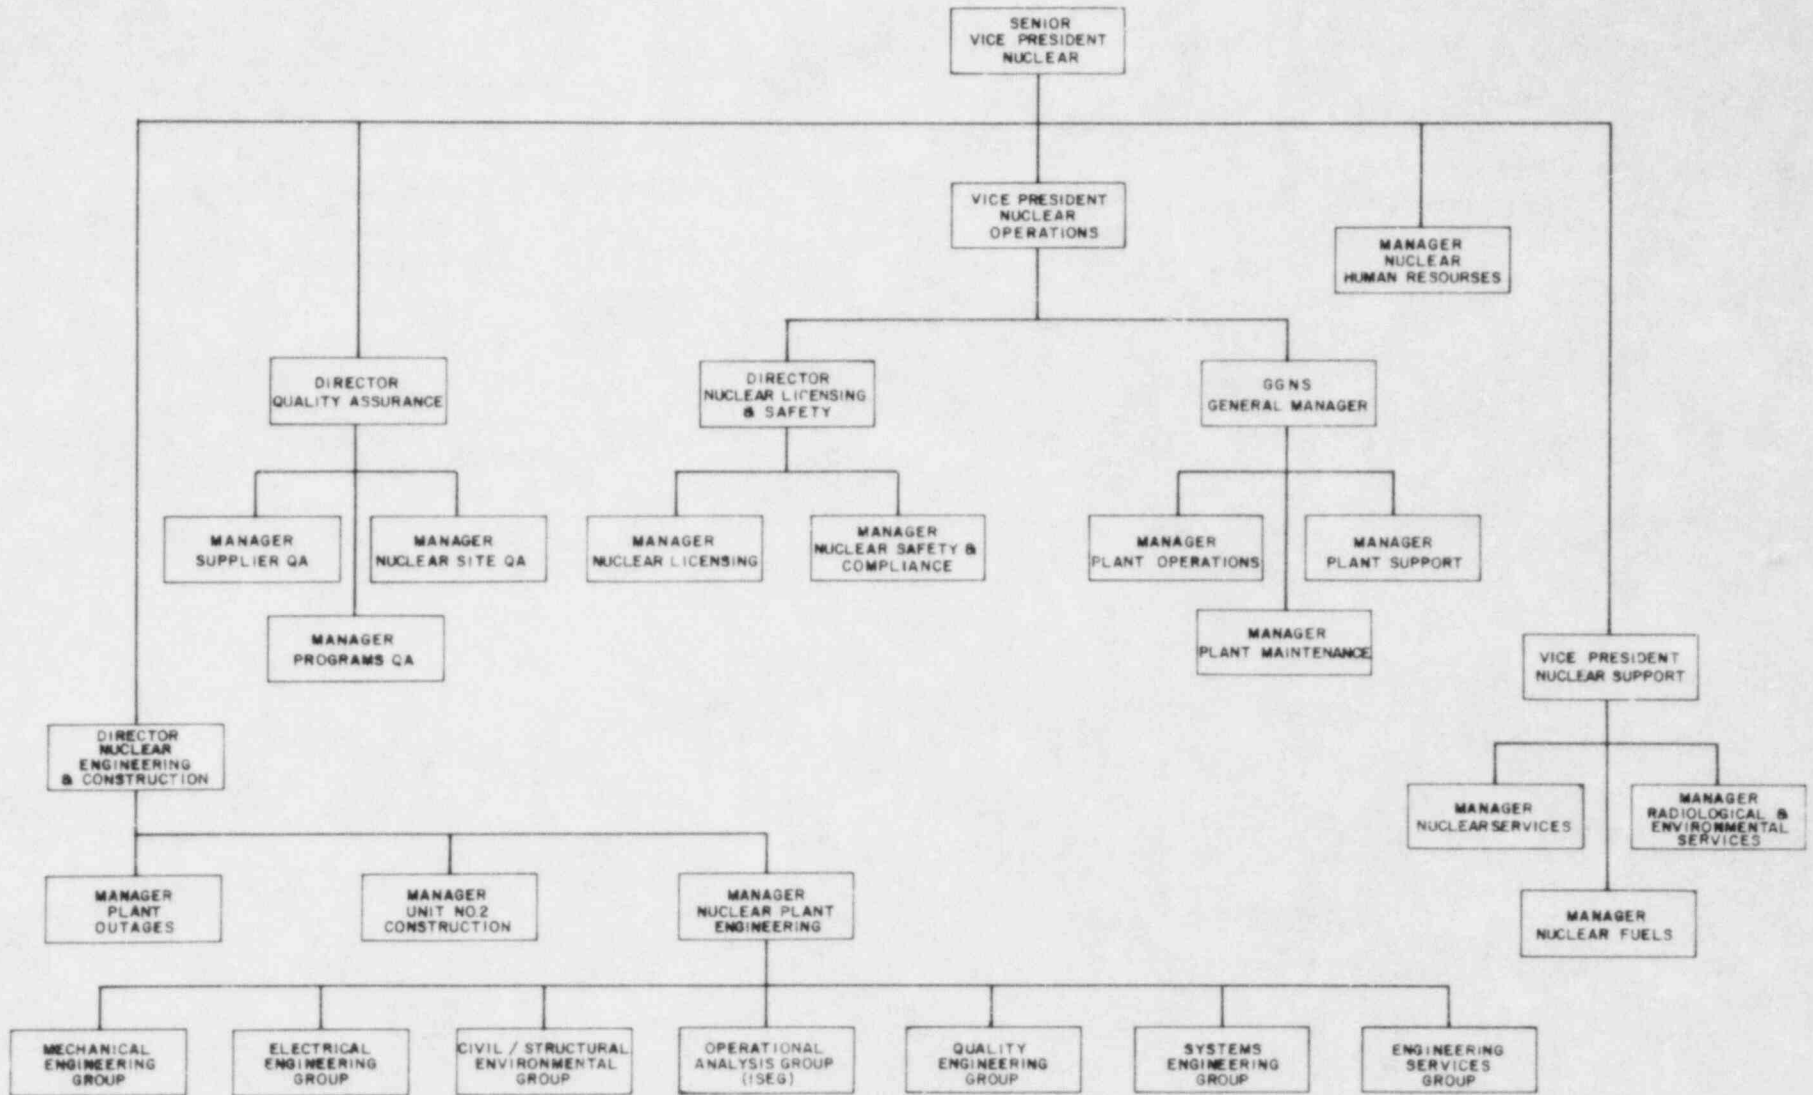 SENIOR
VICE PRESIDENT
NUCLEAR
VICE PRESIDENT
NUCLEAR
OPERATIONS
MANAGER
NUCLEAR
HUMAN RESOURSES
DIRECTOR
QUALITY ASSURANCE
DIRECTOR
NUCLEAR LICENSING
& SAFETY
GGNS
GENERAL MANAGER
MANAGER
SUPPLIER QA
MANAGER
NUCLEAR SITE QA
MANAGER
NUCLEAR LICENSING
MANAGER
NUCLEAR SAFETY &
COMPLIANCE
MANAGER
PLANT OPERATIONS
MANAGER
PLANT SUPPORT
MANAGER
PROGRAMS QA
MANAGER
PLANT MAINTENANCE
VICE PRESIDENT
NUCLEAR SUPPORT
DIRECTOR
NUCLEAR
ENGINEERING
& CONSTRUCTION
MANAGER
NUCLEAR SERVICES
MANAGER
RADIOLOGICAL &
ENVIRONMENTAL
SERVICES
MANAGER
PLANT
OUTAGES
MANAGER
UNIT NO.2
CONSTRUCTION
MANAGER
NUCLEAR PLANT
ENGINEERING
MANAGER
NUCLEAR FUELS
MECHANICAL
ENGINEERING
GROUP
ELECTRICAL
ENGINEERING
GROUP
CIVIL / STRUCTURAL
ENVIRONMENTAL
GROUP
OPERATIONAL
ANALYSIS GROUP
(ISEG)
QUALITY
ENGINEERING
GROUP
SYSTEMS
ENGINEERING
GROUP
ENGINEERING
SERVICES
GROUP